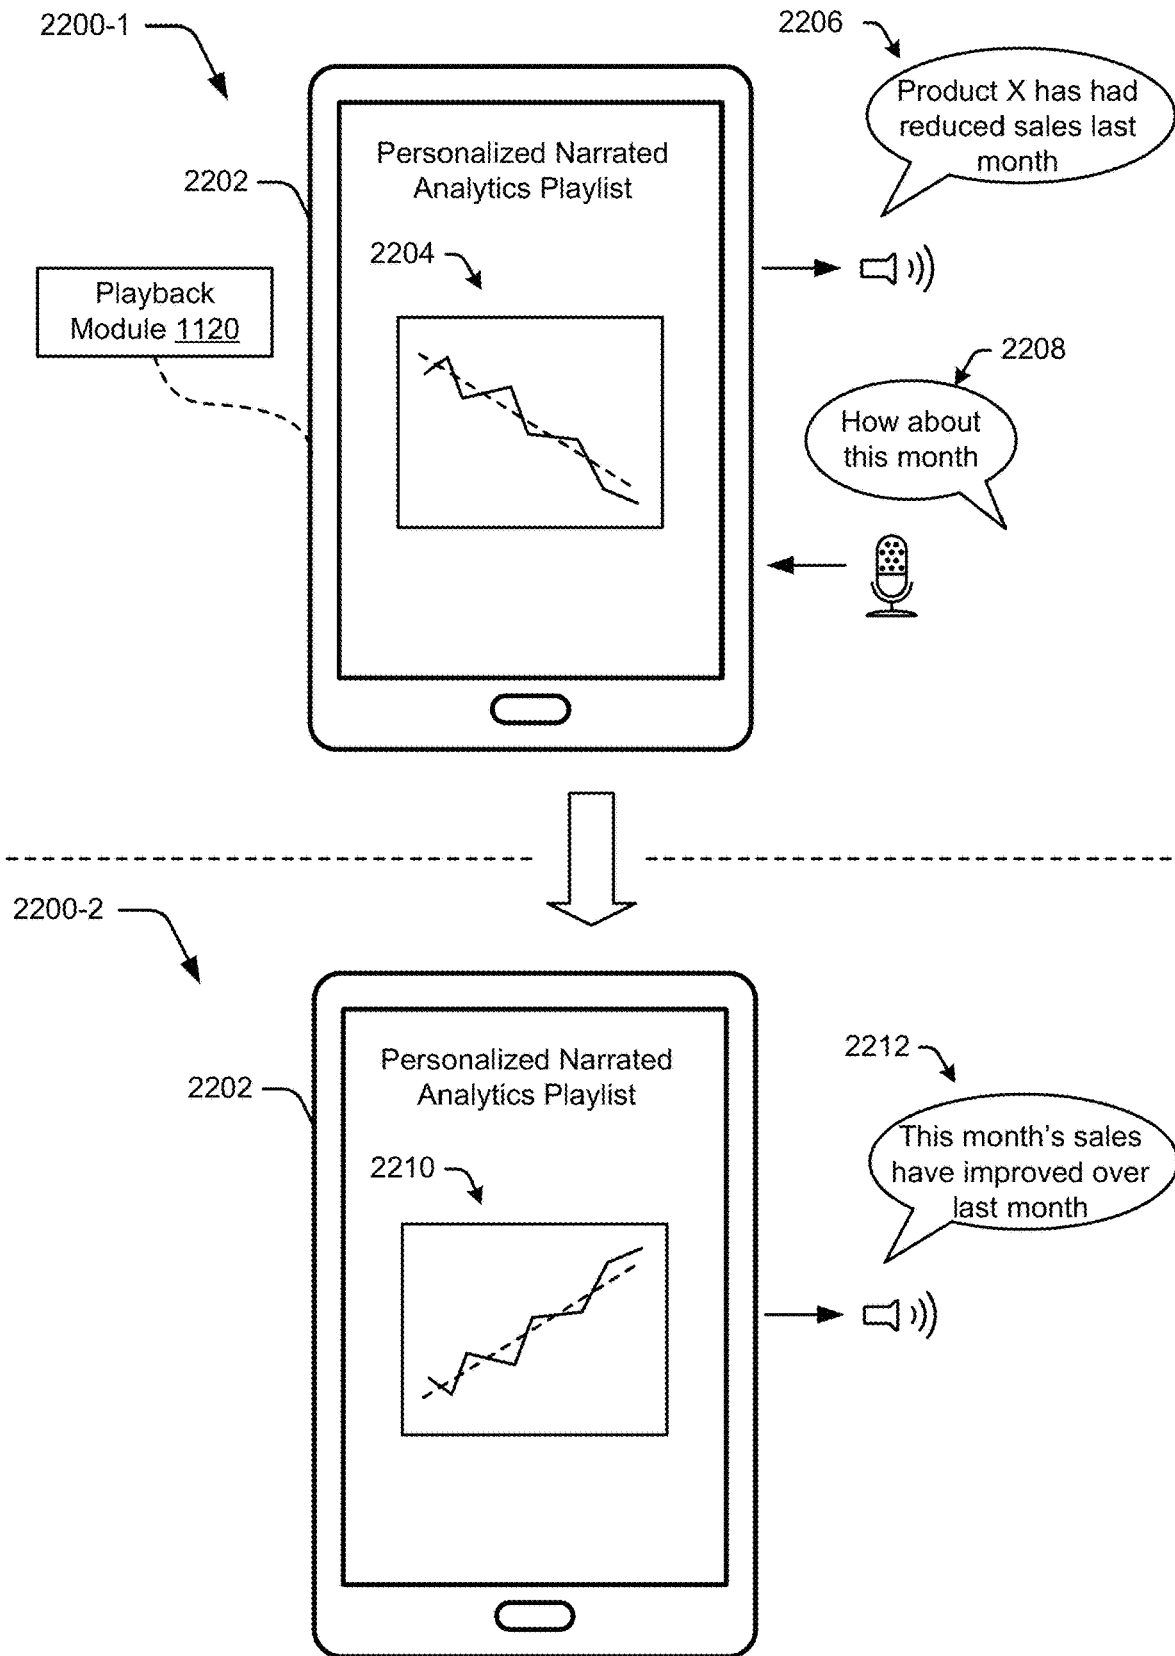 2200-1
2206
Product X has had
reduced sales last
month
2202
Personalized Narrated
Analytics Playlist
2204
Playback
Module 1120
2208
How about
this month
2200-2
2202
Personalized Narrated
Analytics Playlist
2212
This month's sales
have improved over
last month
2210